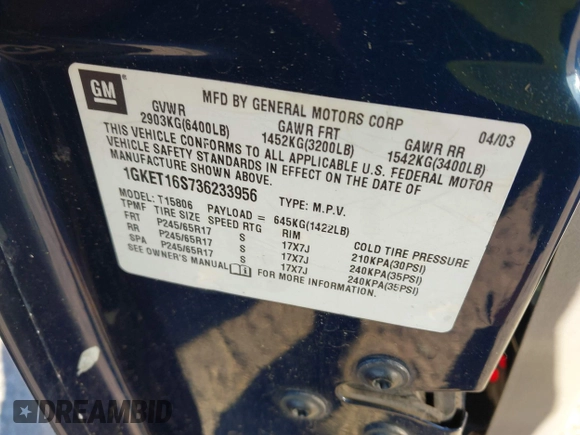 GM
MFD BY GENERAL MOTORS CORP 04/03
GVWR GAWR FRT GAWR RR
2903KG(6400LB) 1452KG(3200LB) 1542KG(3400LB)
THIS VEHICLE CONFORMS TO ALL APPLICABLE U.S. FEDERAL MOTOR
VEHICLE SAFETY STANDARDS IN EFFECT ON THE DATE OF
MANUFACTURE SHOWN ABOVE.
1GKET16S736233956 TYPE: M.P.V.
MODEL: T15806 PAYLOAD = 645KG(1422LB)
TPMF TIRE SIZE SPEED RTG RIM COLD TIRE PRESSURE
FRT P245/65R17 S 17X7J 210KPA(30PSI)
RR P245/65R17 S 17X7J 240KPA(35PSI)
SPA P245/65R17 S 17X7J 240KPA(35PSI)
SEE OWNER'S MANUAL FOR MORE INFORMATION.
DREAMBID